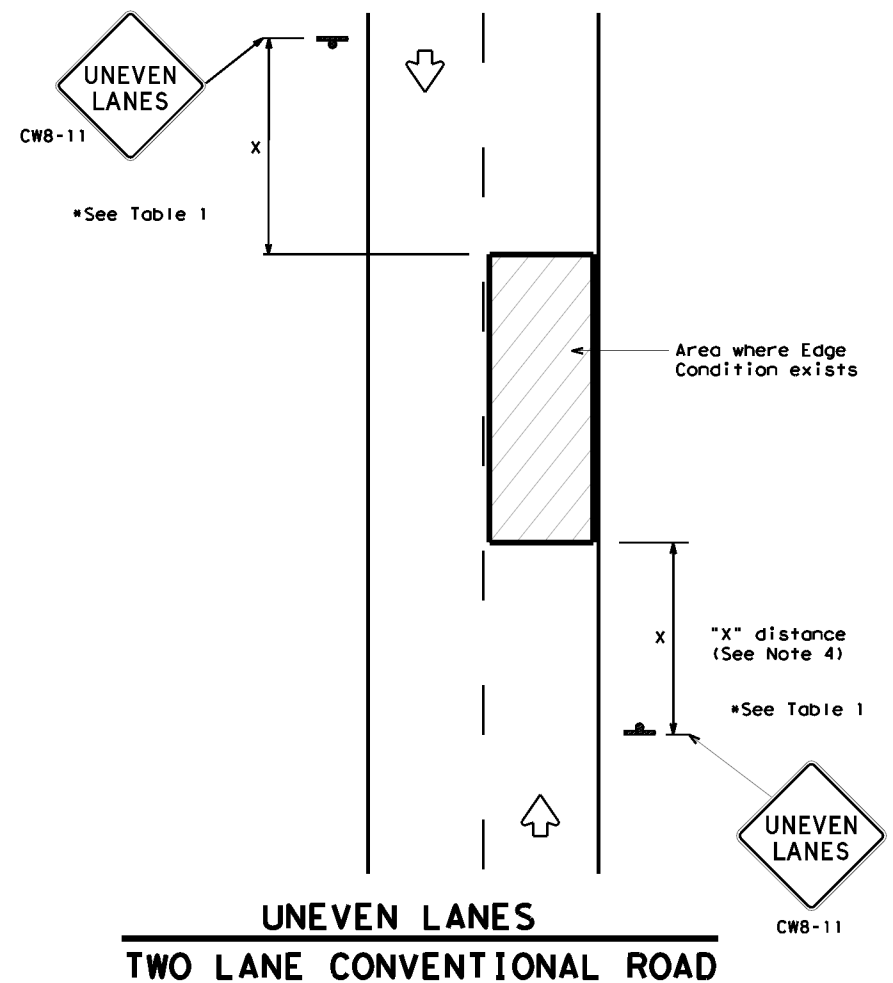 UNEVEN
LANES
CW8-11
X
*See Table 1
Area where Edge
Condition exists
X
"X" distance
(See Note 4)
*See Table 1
UNEVEN
LANES
CW8-11
UNEVEN LANES
TWO LANE CONVENTIONAL ROAD